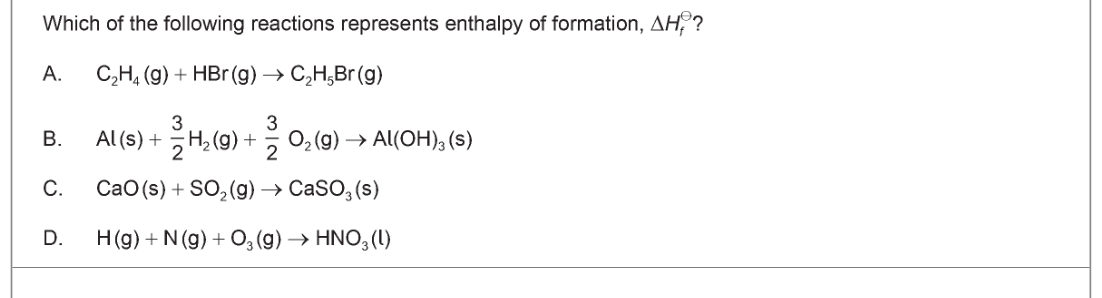 Which of the following reactions represents enthalpy of formation, ΔH_f^⊖?
A. C₂H₄ (g) + HBr (g) → C₂H₅Br (g)
B. Al (s) + 3/2 H₂ (g) + 3/2 O₂ (g) → Al(OH)₃ (s)
C. CaO (s) + SO₂ (g) → CaSO₃ (s)
D. H (g) + N (g) + O₃ (g) → HNO₃ (l)